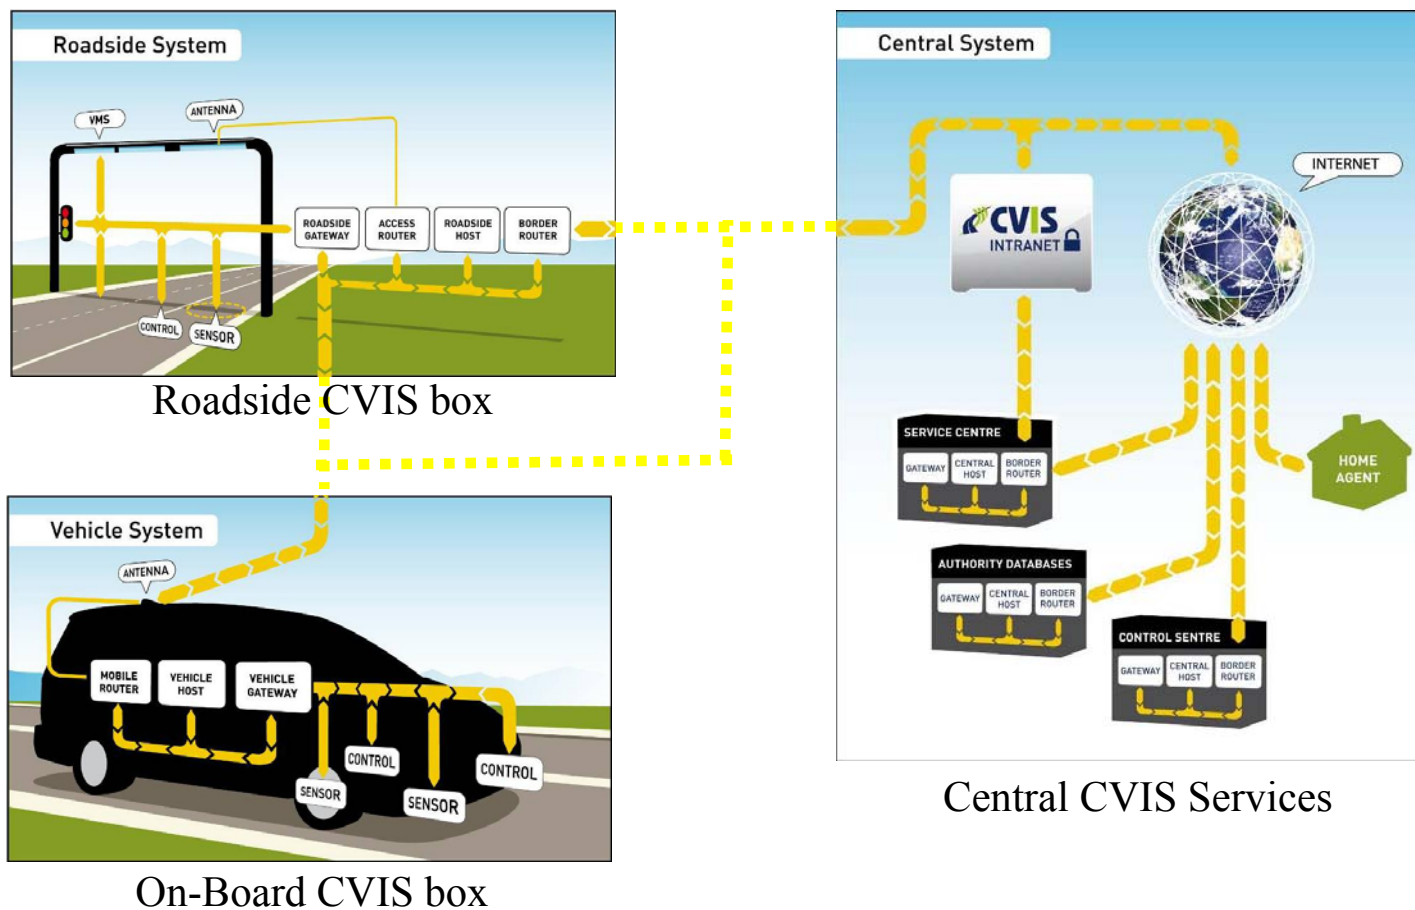 Roadside System
VMS
ANTENNA
ROADSIDE
GATEWAY
ACCESS
ROUTER
ROADSIDE
HOST
BORDER
ROUTER
CONTROL
SENSOR
Roadside CVIS box
Vehicle System
ANTENNA
MOBILE
ROUTER
VEHICLE
HOST
VEHICLE
GATEWAY
SENSOR
CONTROL
SENSOR
CONTROL
On-Board CVIS box
Central System
INTERNET
CVIS
INTRANET
SERVICE CENTRE
GATEWAY
CENTRAL
HOST
BORDER
ROUTER
HOME
AGENT
AUTHORITY DATABASES
GATEWAY
CENTRAL
HOST
BORDER
ROUTER
CONTROL SENTRE
GATEWAY
CENTRAL
HOST
BORDER
ROUTER
Central CVIS Services